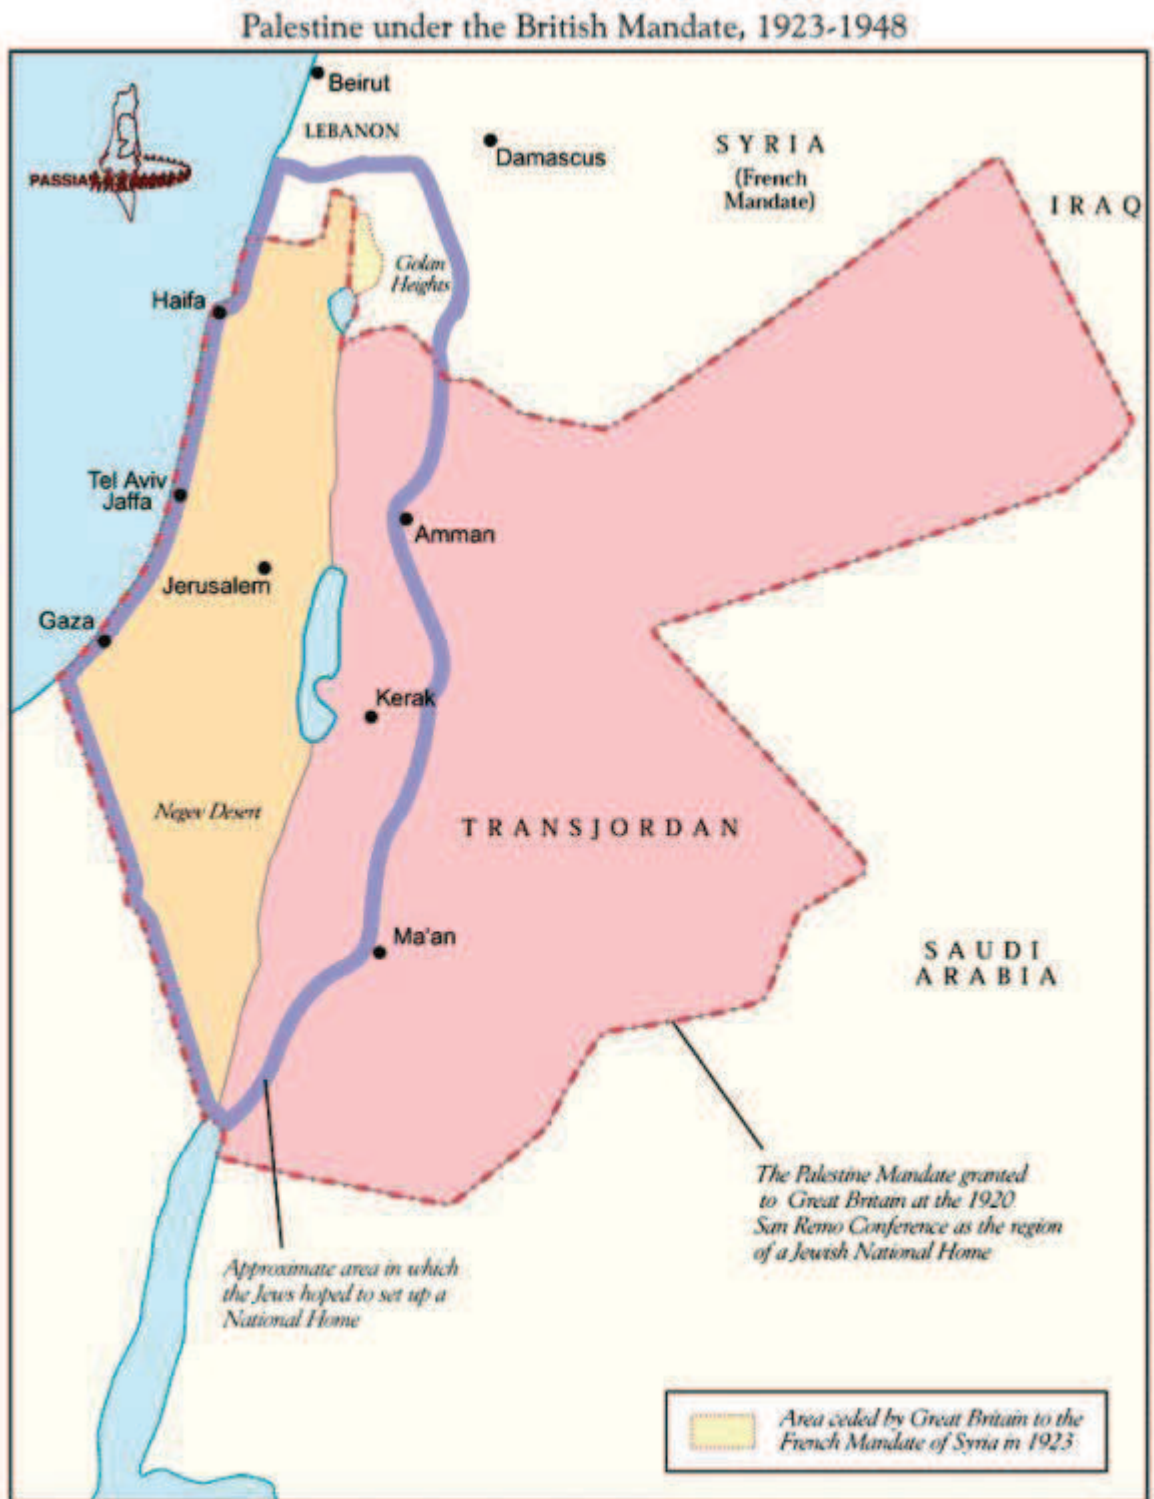 Palestine under the British Mandate, 1923-1948
Beirut
LEBANON
Damascus
SYRIA
(French
Mandate)
IRAQ
PASSIA
Golan
Heights
Haifa
Tel Aviv
Jaffa
Amman
Jerusalem
Gaza
Kerak
Negev Desert
TRANSJORDAN
Ma'an
SAUDI
ARABIA
The Palestine Mandate granted
to Great Britain at the 1920
San Remo Conference as the region
of a Jewish National Home
Approximate area in which
the Jews hoped to set up a
National Home
Area ceded by Great Britain to the
French Mandate of Syria in 1923